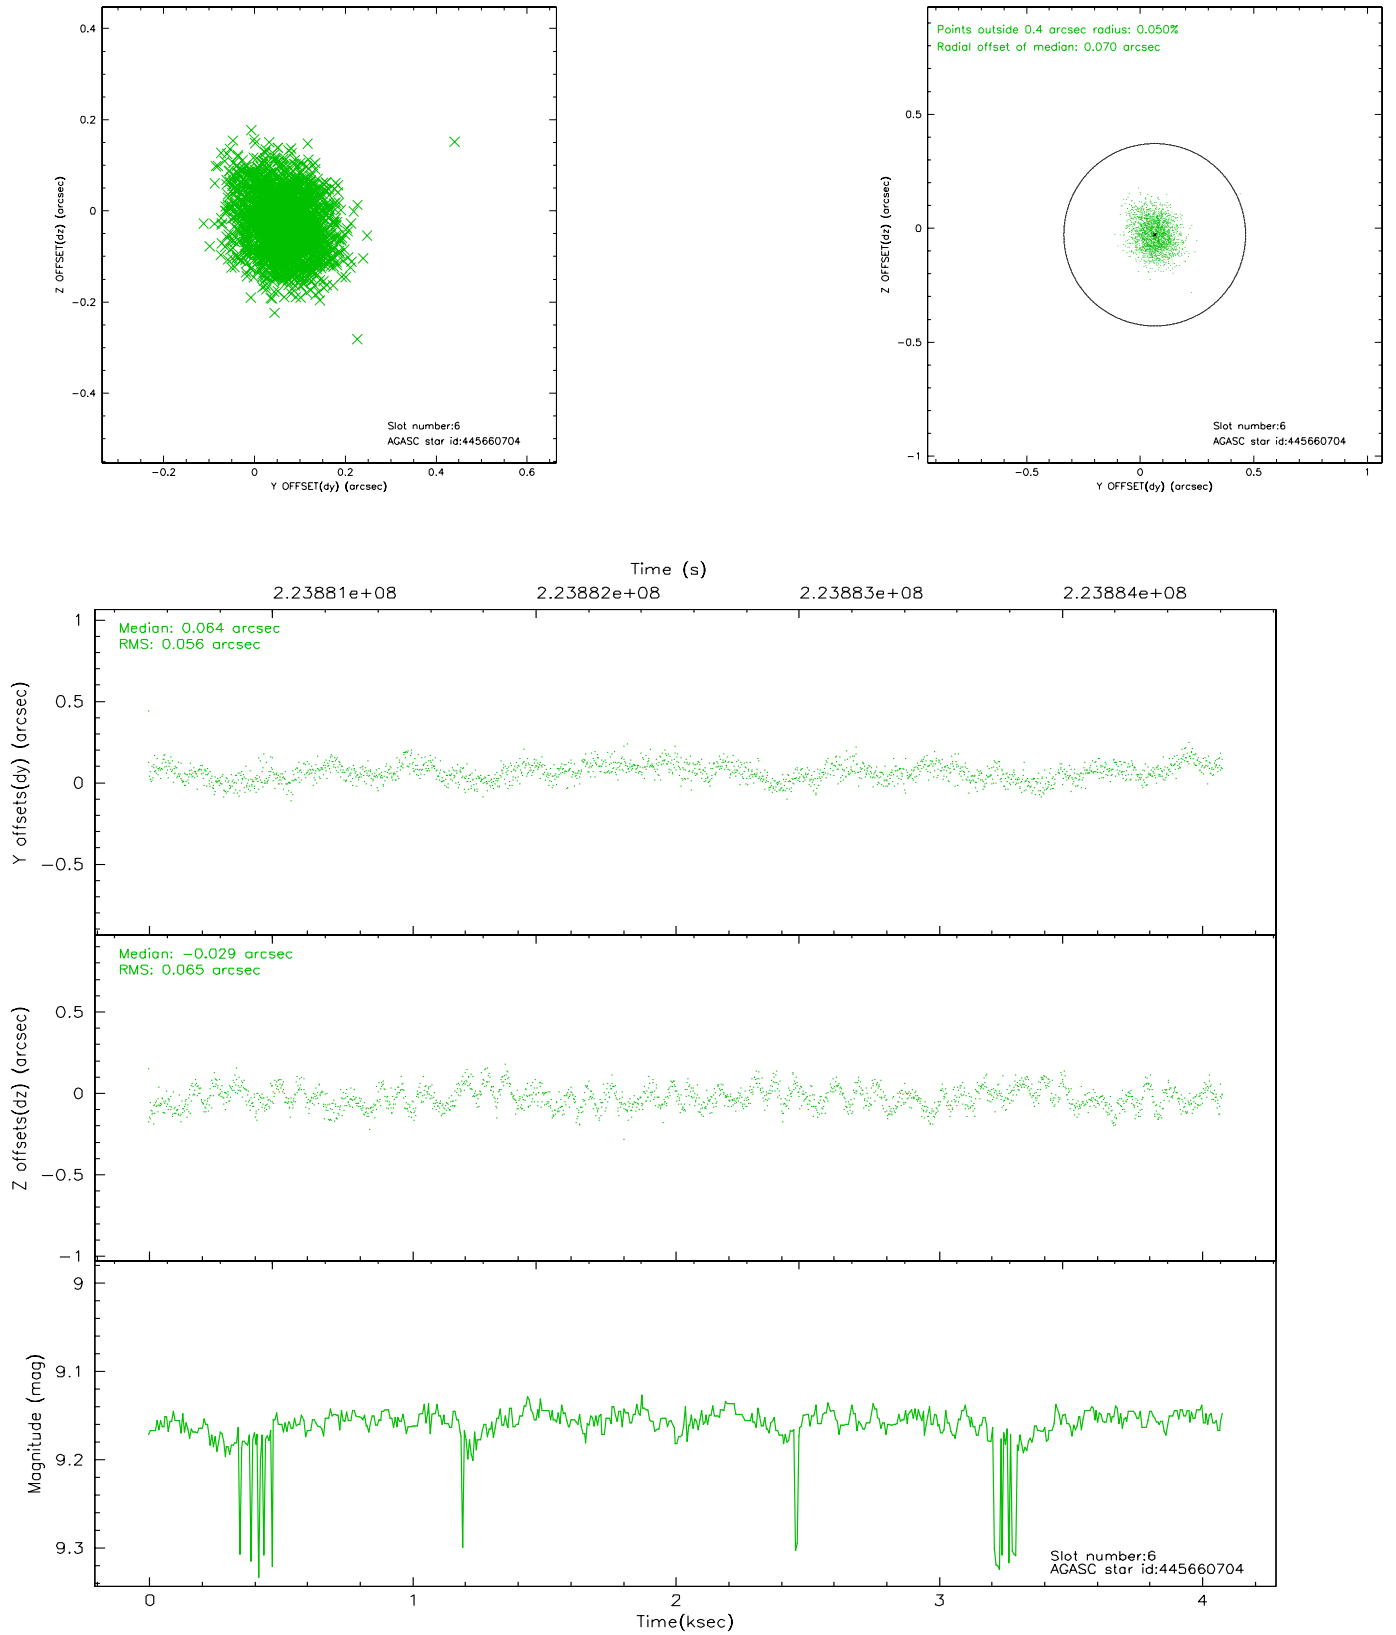 0.4
0.2
0
-0.2
-0.4
Z OFFSET(dz) (arcsec)
Slot number:6
AGASC star id:445660704
-0.2 0 0.2 0.4 0.6
Y OFFSET(dy) (arcsec)
Points outside 0.4 arcsec radius: 0.050%
Radial offset of median: 0.070 arcsec
0.5
0
-0.5
-1
Z OFFSET(dz) (arcsec)
Slot number:6
AGASC star id:445660704
-0.5 0 0.5 1
Y OFFSET(dy) (arcsec)
Time (s)
2.23881e+08 2.23882e+08 2.23883e+08 2.23884e+08
Median: 0.064 arcsec
RMS: 0.056 arcsec
1
0.5
0
-0.5
Y offsets(dy) (arcsec)
Median: -0.029 arcsec
RMS: 0.065 arcsec
0.5
0
-0.5
-1
Z offsets(dz) (arcsec)
9
9.1
9.2
9.3
Magnitude (mag)
Slot number:6
AGASC star id:445660704
0 1 2 3 4
Time(ksec)